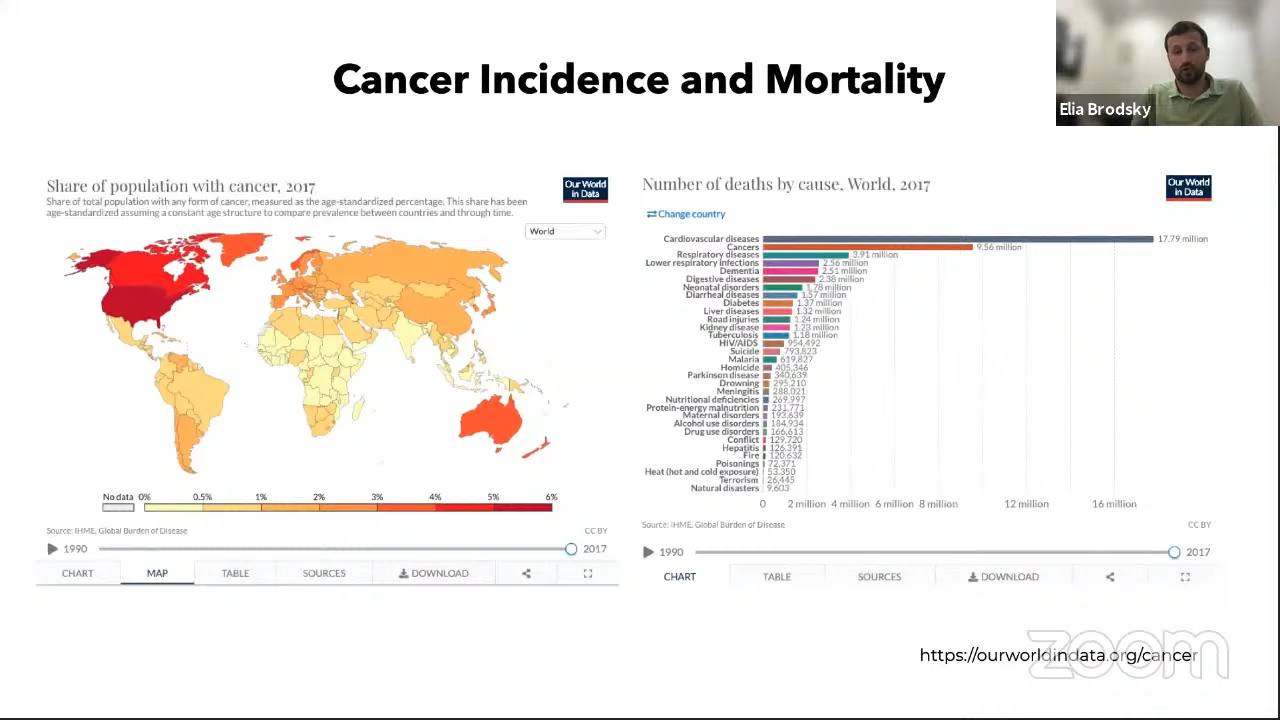 Cancer Incidence and Mortality
Elia Brodsky
Share of population with cancer, 2017
Share of total population with any form of cancer, measured as the age-standardized percentage. This share has been
age-standardized assuming a constant age structure to compare prevalence between countries and through time.
Our World
in Data
World
No data 0% 0.5% 1% 2% 3% 4% 5% 6%
Source: IHME, Global Burden of Disease
CC BY
1990 2017
CHART MAP TABLE SOURCES DOWNLOAD
Number of deaths by cause, World, 2017
Our World
in Data
Change country
Cardiovascular diseases 17.79 million
Cancers 9.56 million
Respiratory diseases 3.91 million
Lower respiratory infections 2.56 million
Dementia 2.51 million
Digestive diseases 2.38 million
Neonatal disorders 1.78 million
Diarrheal diseases 1.57 million
Diabetes 1.37 million
Liver diseases 1.32 million
Road injuries 1.24 million
Kidney disease 1.23 million
Tuberculosis 1.18 million
HIV/AIDS 954,492
Suicide 793,823
Malaria 619,827
Homicide 405,346
Parkinson disease 340,639
Drowning 295,210
Meningitis 288,021
Nutritional deficiencies 269,997
Protein-energy malnutrition 231,771
Maternal disorders 193,639
Alcohol use disorders 184,934
Drug use disorders 166,613
Conflict 129,720
Hepatitis 126,391
Fire 120,632
Poisonings 72,371
Heat (hot and cold exposure) 53,350
Terrorism 26,445
Natural disasters 9,603
0 2 million 4 million 6 million 8 million 12 million 16 million
Source: IHME, Global Burden of Disease
CC BY
1990 2017
CHART TABLE SOURCES DOWNLOAD
https://ourworldindata.org/cancer
zoom